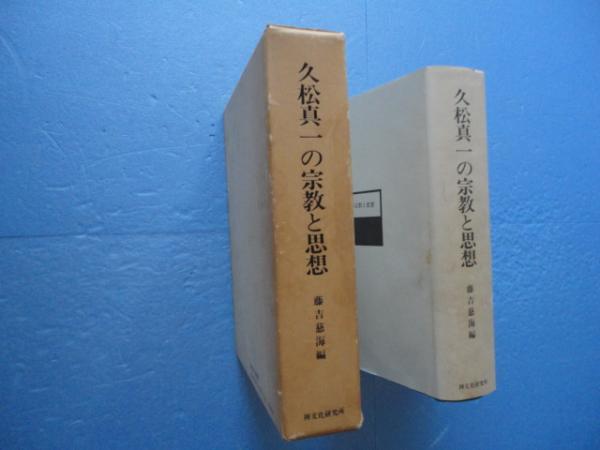 久松真一の宗教と思想
藤吉慈海編
禅文化研究所
久松真一の宗教と思想
藤吉慈海編
禅文化研究所